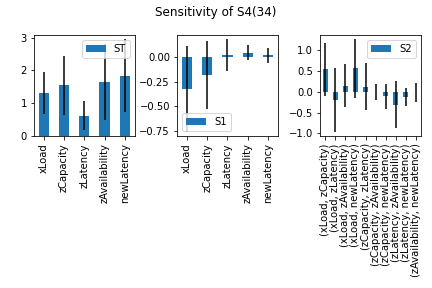 Sensitivity of S4(34)
3
2
1
0
ST
xLoad
zCapacity
zLatency
zAvailability
newLatency
0.00
−0.25
−0.50
−0.75
S1
xLoad
zCapacity
zLatency
zAvailability
newLatency
1.0
0.5
0.0
−0.5
−1.0
S2
(xLoad, zCapacity)
(xLoad, zLatency)
(xLoad, zAvailability)
(xLoad, newLatency)
(zCapacity, zLatency)
(zCapacity, zAvailability)
(zCapacity, newLatency)
(zLatency, zAvailability)
(zLatency, newLatency)
(zAvailability, newLatency)